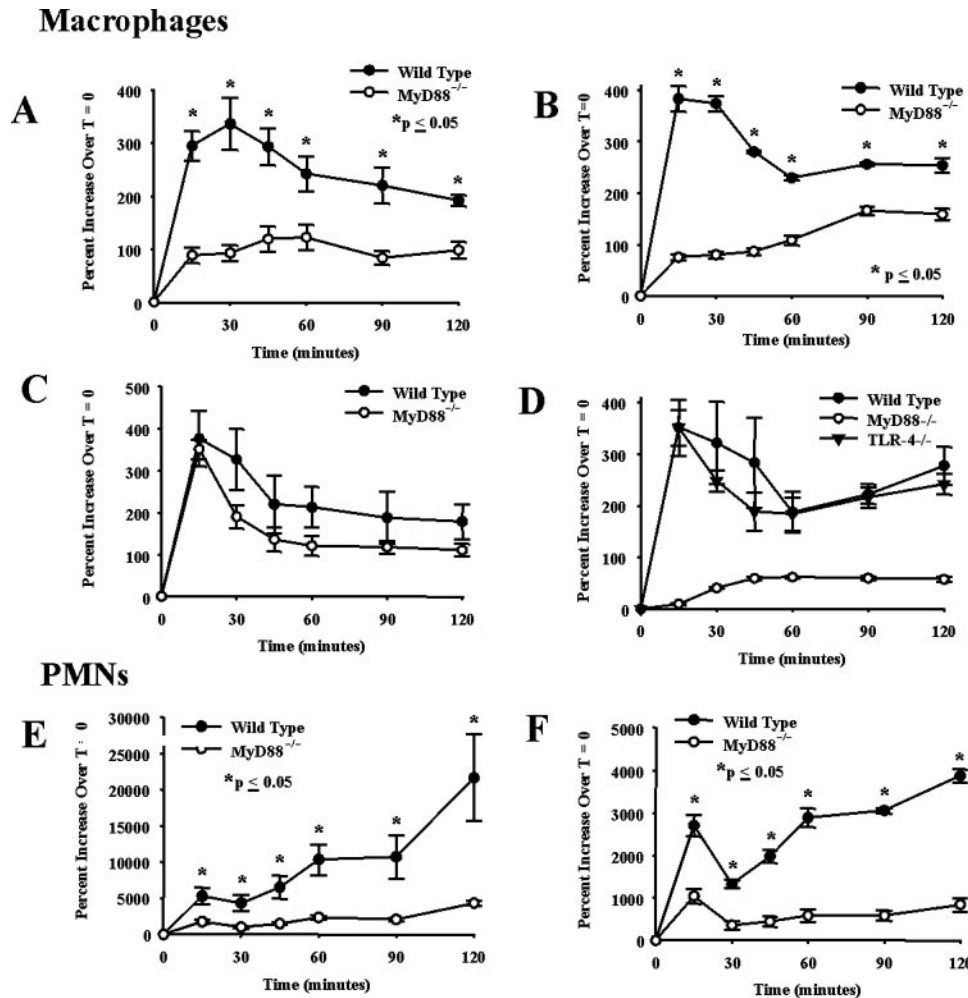 Macrophages
A
Percent Increase Over T = 0
400
300
200
100
0
* * * * * * *
Wild Type
MyD88−/−
*p ≤ 0.05
0 30 60 90 120
Time (minutes)
B
Percent Increase Over T = 0
400
300
200
100
0
* * * * * *
Wild Type
MyD88−/−
* p ≤ 0.05
0 30 60 90 120
Time (minutes)
C
Percent Increase Over T = 0
500
400
300
200
100
0
Wild Type
MyD88−/−
0 30 60 90 120
Time (minutes)
D
Percent Increase Over T = 0
400
300
200
100
0
Wild Type
MyD88-/-
TLR-4-/-
0 30 60 90 120
Time (minutes)
PMNs
E
Percent Increase Over T : 0
30000
25000
20000
15000
10000
5000
0
Wild Type
MyD88−/−
*p ≤ 0.05
* * * * * *
0 30 60 90 120
Time (minutes)
F
Percent Increase Over T = 0
5000
4000
3000
2000
1000
0
Wild Type
MyD88−/−
*p ≤ 0.05
* * * * * *
0 30 60 90 120
Time (minutes)